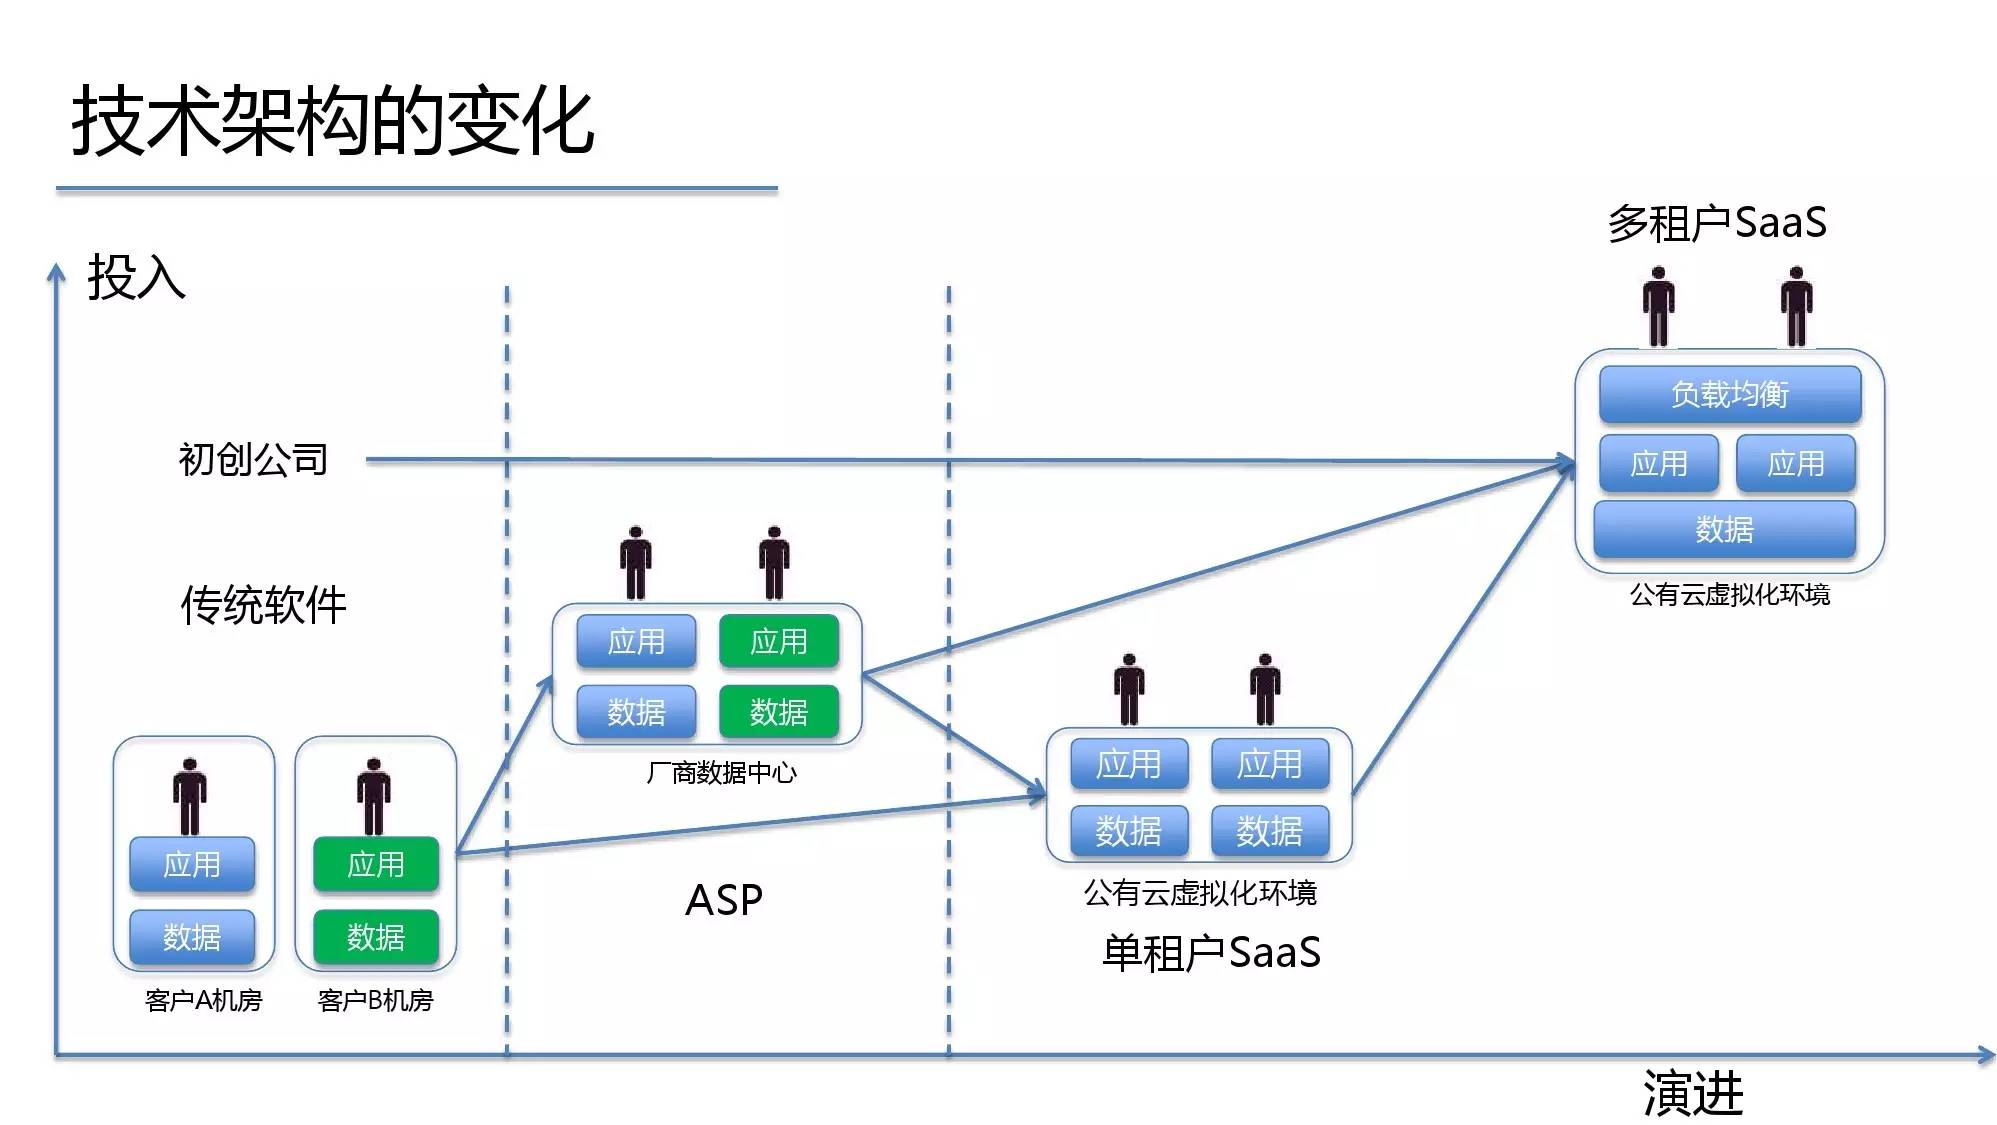 技术架构的变化
投入
多租户SaaS
负载均衡
应用 应用
数据
公有云虚拟化环境
初创公司
传统软件
应用 应用
数据 数据
厂商数据中心
ASP
应用 应用
数据 数据
公有云虚拟化环境
单租户SaaS
应用
数据
客户A机房
应用
数据
客户B机房
演进